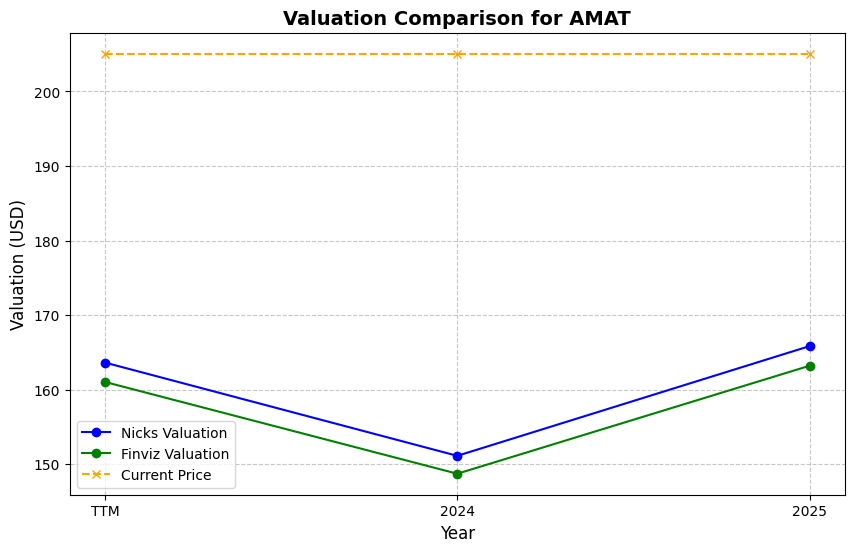 Valuation Comparison for AMAT
Valuation (USD)
200
190
180
170
160
150
Nicks Valuation
Finviz Valuation
Current Price
TTM
2024
2025
Year